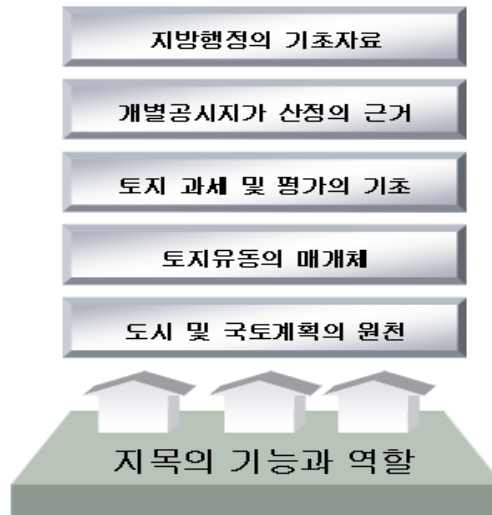 지방행정의 기초자료
개별공시지가 산정의 근거
토지 과세 및 평가의 기초
토지유동의 매개체
도시 및 국토계획의 원천
지목의 기능과 역할